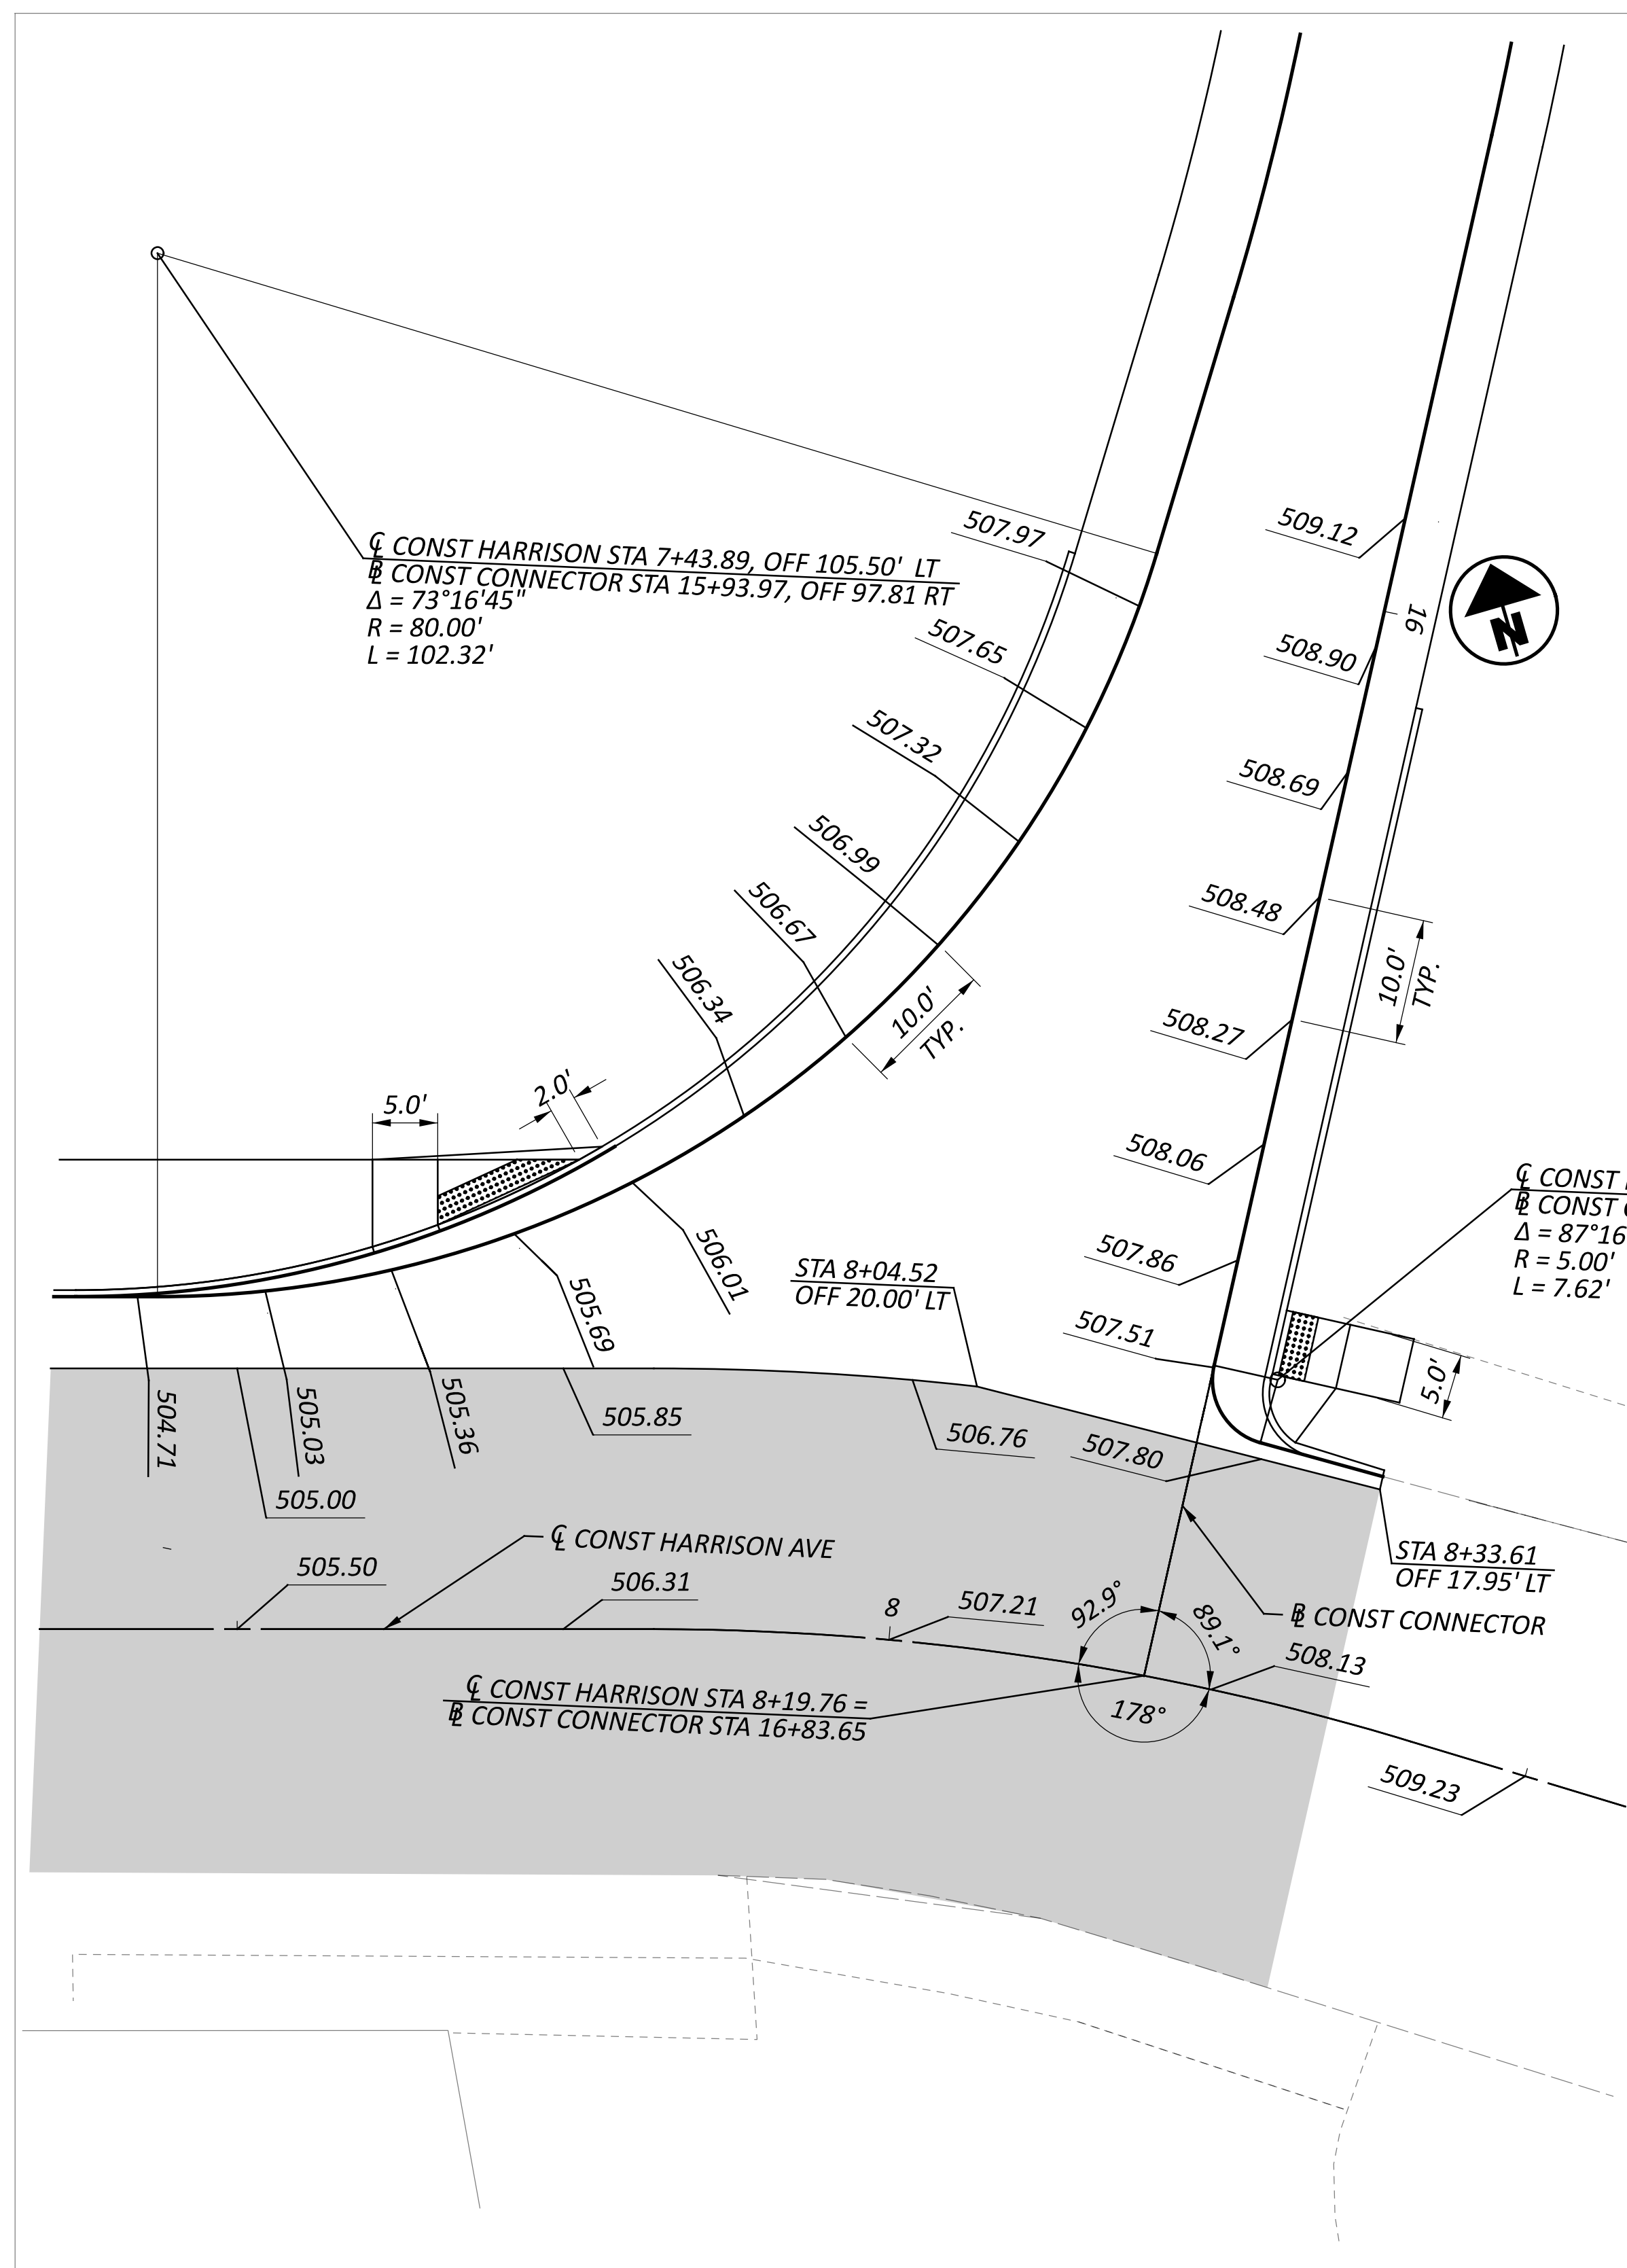 ℄ CONST HARRISON STA 7+43.89, OFF 105.50' LT
BL CONST CONNECTOR STA 15+93.97, OFF 97.81 RT
Δ = 73°16'45"
R = 80.00'
L = 102.32'
507.97
507.65
507.32
506.99
506.67
506.34
509.12
16
508.90
508.69
508.48
508.27
508.06
507.86
507.51
N
10.0'
TYP.
10.0'
TYP.
5.0'
2.0'
℄ CONST
BL CONST
Δ = 87°16
R = 5.00'
L = 7.62'
5.0'
506.01
505.69
505.36
505.03
504.71
STA 8+04.52
OFF 20.00' LT
505.85
506.76
507.80
505.00
℄ CONST HARRISON AVE
505.50
506.31
8
507.21
92.9°
89.1°
178°
508.13
STA 8+33.61
OFF 17.95' LT
BL CONST CONNECTOR
℄ CONST HARRISON STA 8+19.76 =
BL CONST CONNECTOR STA 16+83.65
509.23